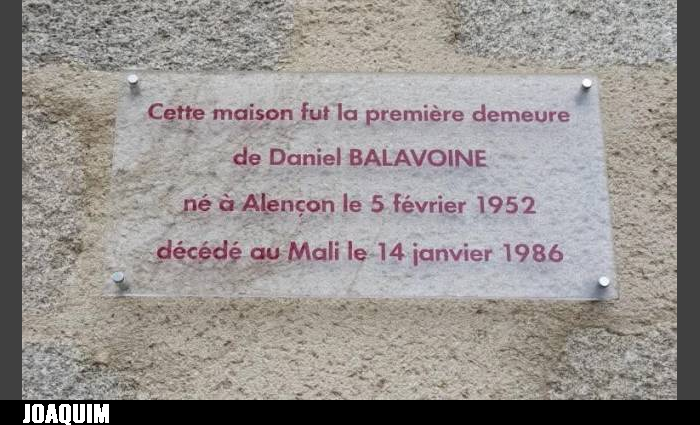 Cette maison fut la première demeure
de Daniel BALAVOINE
né à Alençon le 5 février 1952
décédé au Mali le 14 janvier 1986
JOAQUIM